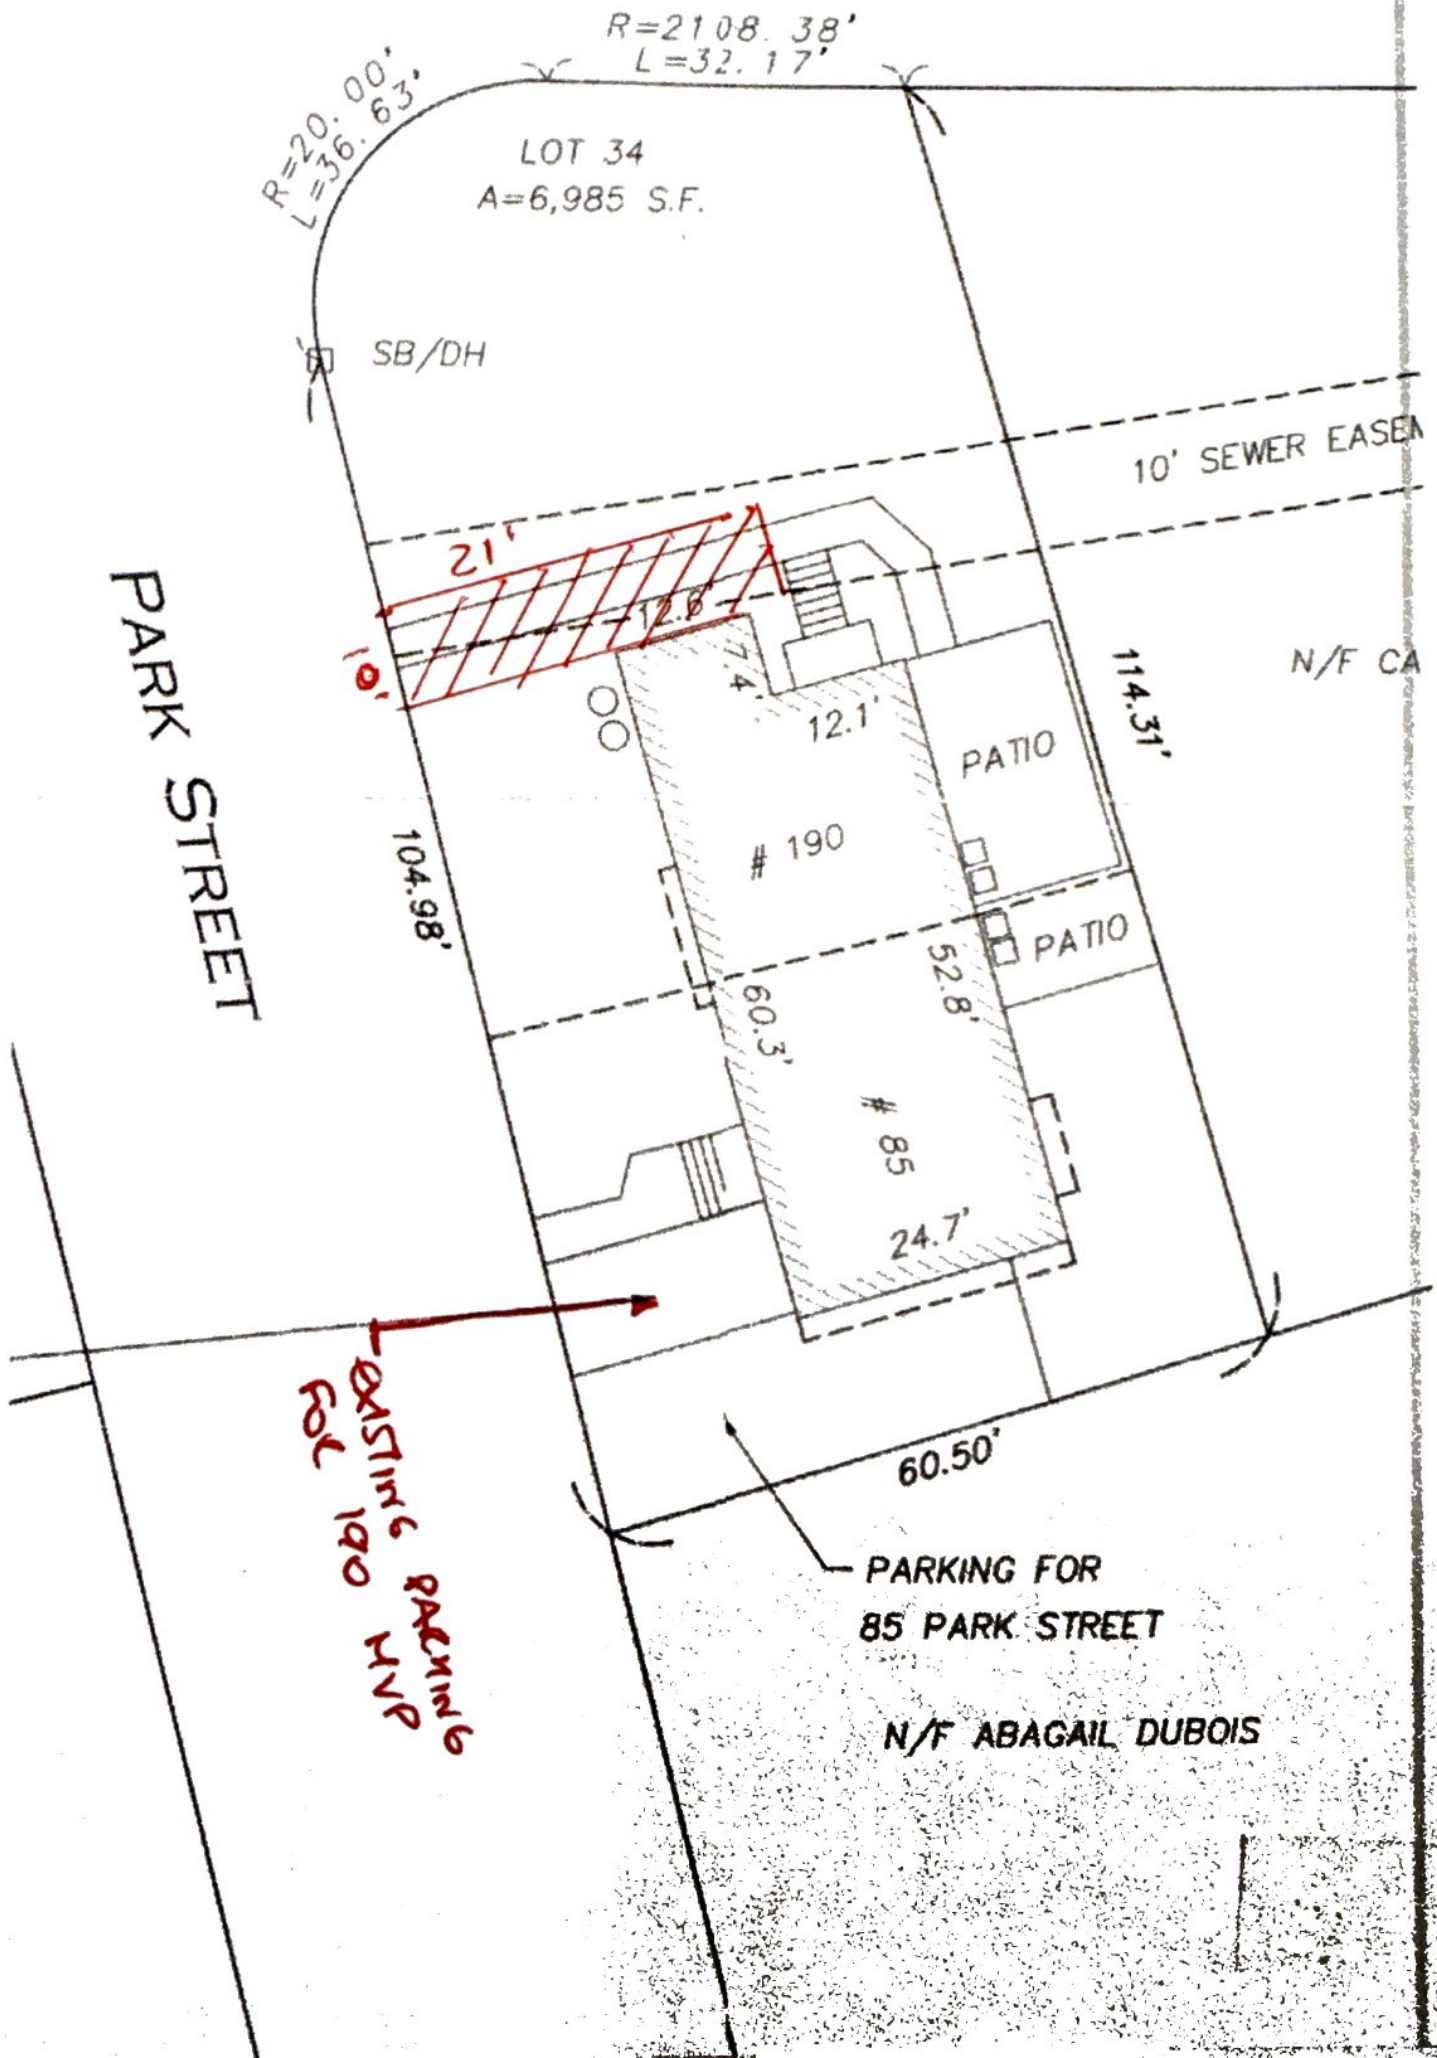 R=2108.38'
L=32.17'
R=20.00'
L=36.63'
LOT 34
A=6,985 S.F.
SB/DH
10' SEWER EASEM
21'
12.6'
10'
7.4'
12.1'
PATIO
114.31'
N/F CA
PARK STREET
# 190
104.98'
PATIO
52.8'
60.3'
# 85
24.7'
EXISTING PARKING
FOR 190 MVP
60.50'
PARKING FOR
85 PARK STREET
N/F ABAGAIL DUBOIS